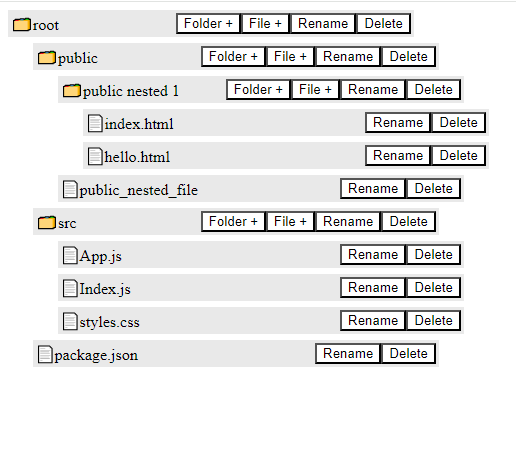 root Folder + File + Rename Delete
public Folder + File + Rename Delete
public nested 1 Folder + File + Rename Delete
index.html Rename Delete
hello.html Rename Delete
public_nested_file Rename Delete
src Folder + File + Rename Delete
App.js Rename Delete
Index.js Rename Delete
styles.css Rename Delete
package.json Rename Delete